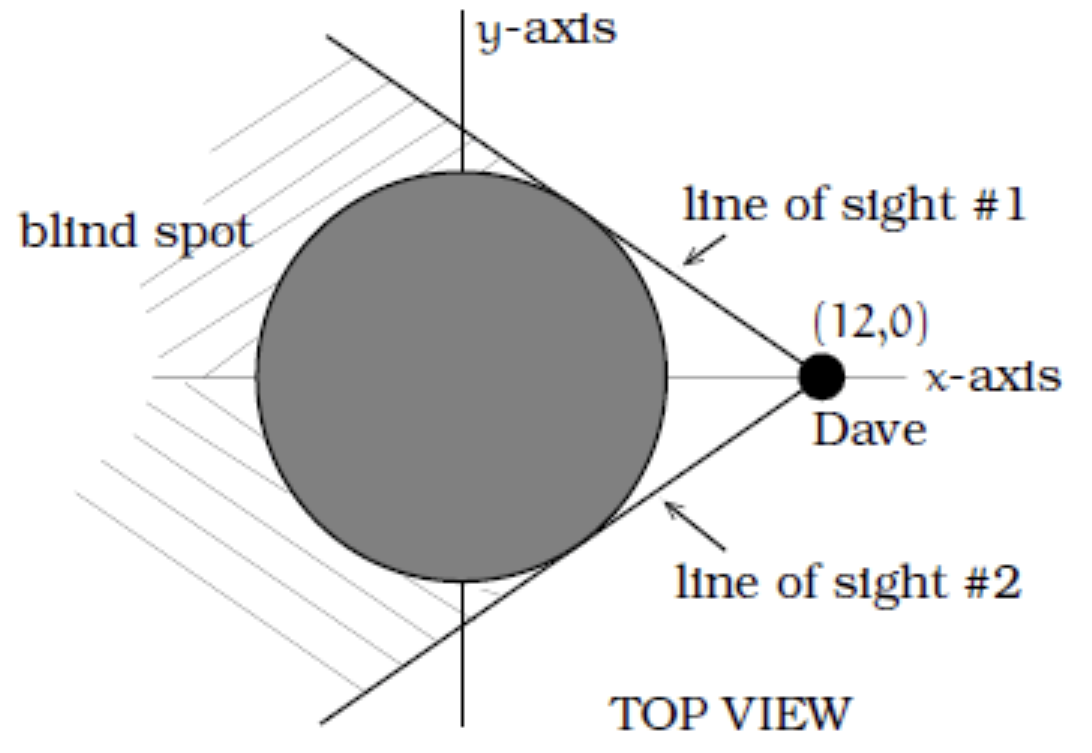 y-axis
line of sight #1
blind spot
(12,0)
x-axis
Dave
line of sight #2
TOP VIEW